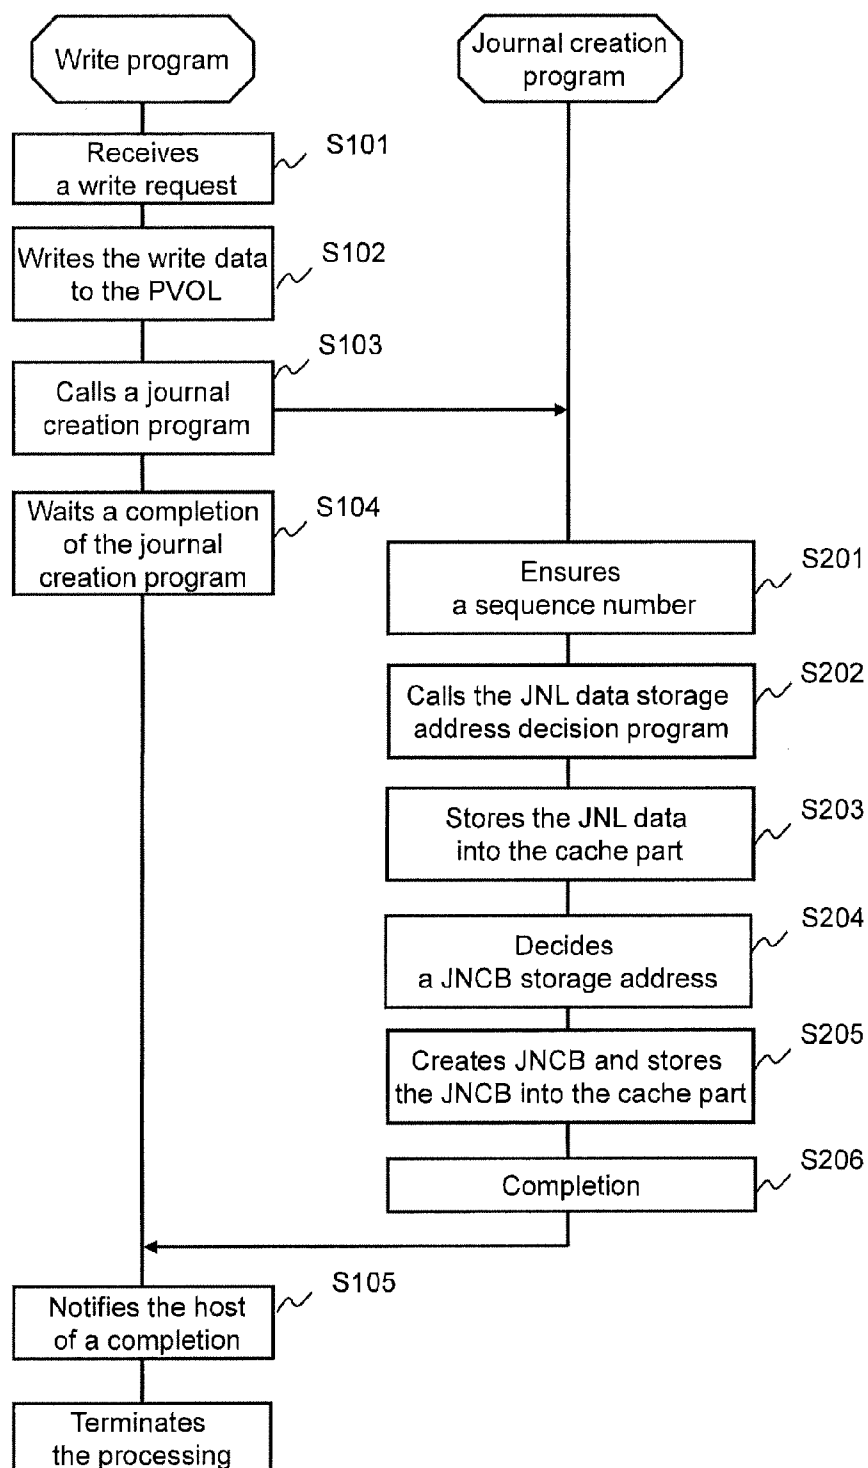 Write program
Journal creation
program
Receives
a write request
S101
Writes the write data
to the PVOL
S102
Calls a journal
creation program
S103
Waits a completion
of the journal
creation program
S104
Ensures
a sequence number
S201
Calls the JNL data storage
address decision program
S202
Stores the JNL data
into the cache part
S203
Decides
a JNCB storage address
S204
Creates JNCB and stores
the JNCB into the cache part
S205
Completion
S206
Notifies the host
of a completion
S105
Terminates
the processing